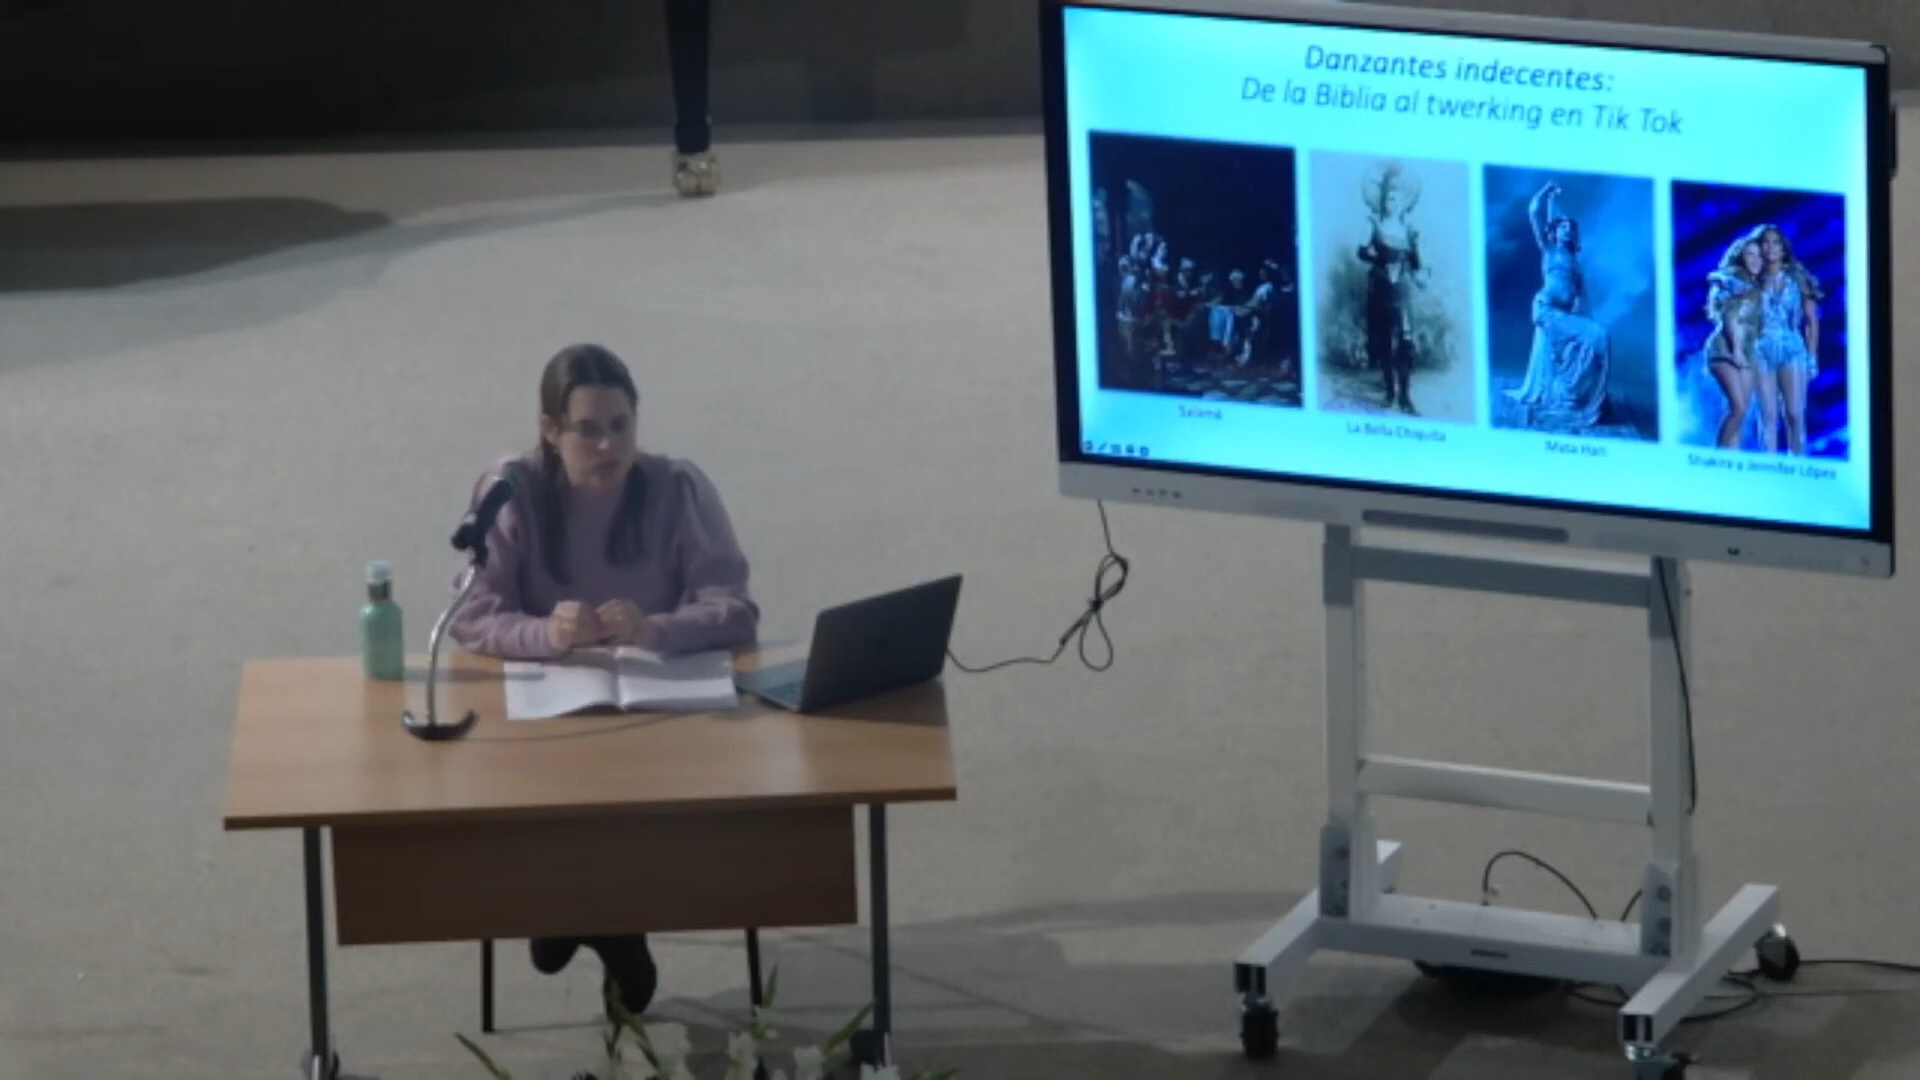 Danzantes indecentes:
De la Biblia al twerking en Tik Tok
Salomé
La Bella Chiquita
Mata Hari
Shakira y Jennifer López